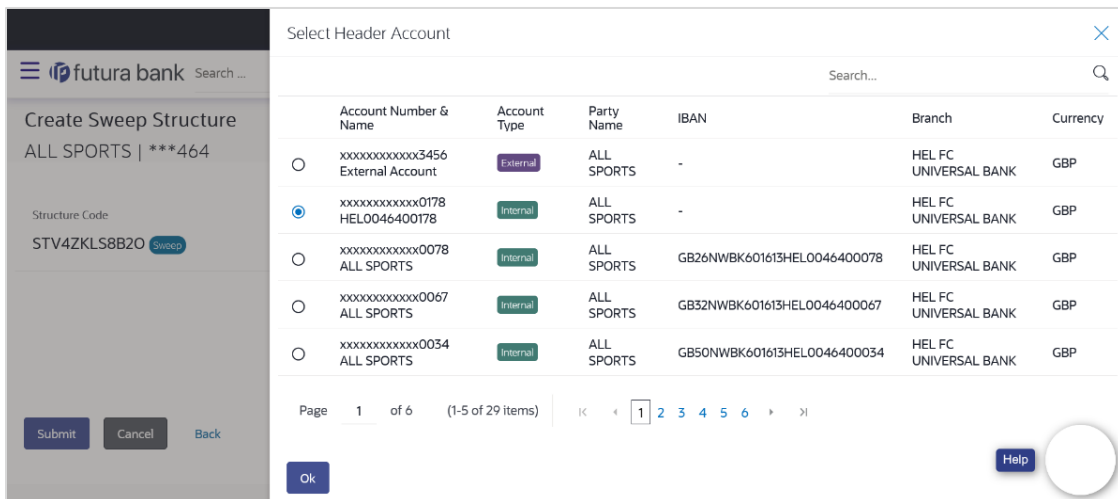 Select Header Account
futura bank Search ...
Search...
Create Sweep Structure
ALL SPORTS | ***464
Structure Code
STV4ZKLS8B2O Sweep
Account Number & Name Account Type Party Name IBAN Branch Currency
xxxxxxxxxxxx3456 External Account External ALL SPORTS - HEL FC UNIVERSAL BANK GBP
xxxxxxxxxxxx0178 HEL0046400178 Internal ALL SPORTS - HEL FC UNIVERSAL BANK GBP
xxxxxxxxxxxx0078 ALL SPORTS Internal ALL SPORTS GB26NWBK601613HEL0046400078 HEL FC UNIVERSAL BANK GBP
xxxxxxxxxxxx0067 ALL SPORTS Internal ALL SPORTS GB32NWBK601613HEL0046400067 HEL FC UNIVERSAL BANK GBP
xxxxxxxxxxxx0034 ALL SPORTS Internal ALL SPORTS GB50NWBK601613HEL0046400034 HEL FC UNIVERSAL BANK GBP
Page 1 of 6 (1-5 of 29 items) 1 2 3 4 5 6
Submit Cancel Back
Help
Ok